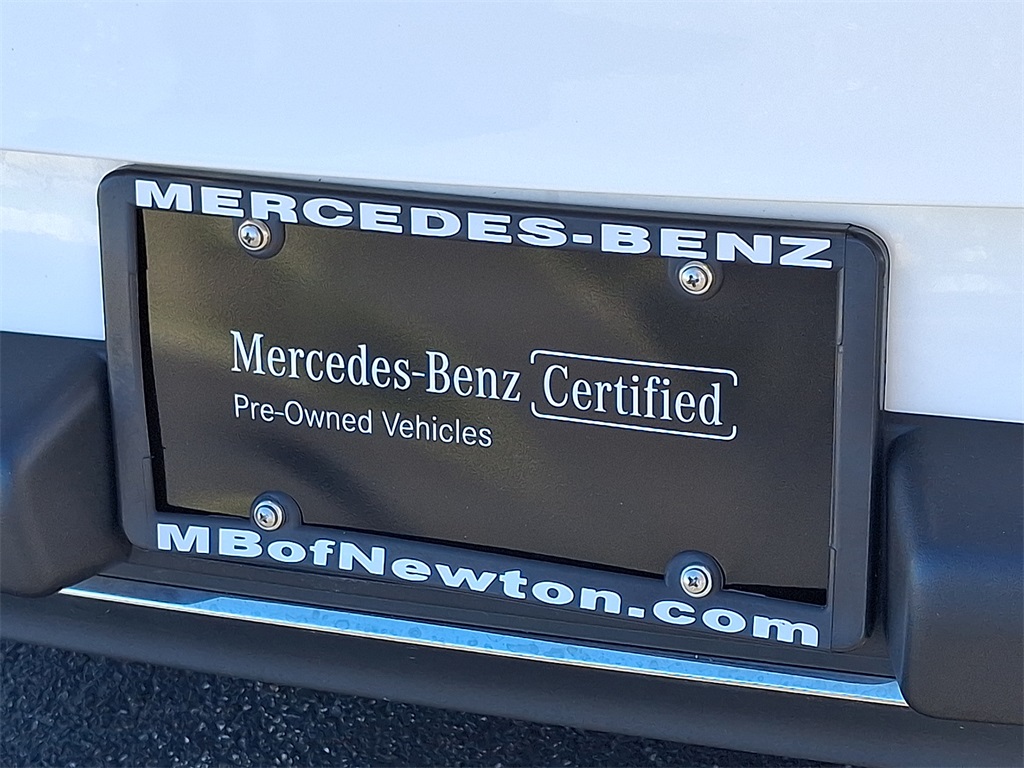 MERCEDES-BENZ
Mercedes-Benz Certified
Pre-Owned Vehicles
MBofNewton.com